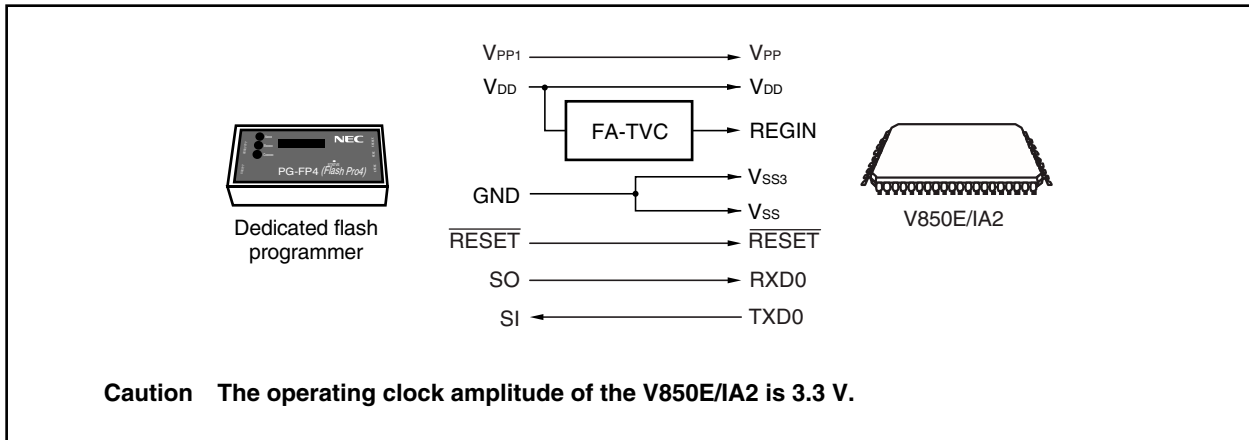 VPP1 VPP
VDD VDD
FA-TVC REGIN
NEC
PG-FP4 (Flash Pro4)
GND VSS3
VSS
Dedicated flash
programmer
V850E/IA2
RESET RESET
SO RXD0
SI TXD0
Caution The operating clock amplitude of the V850E/IA2 is 3.3 V.